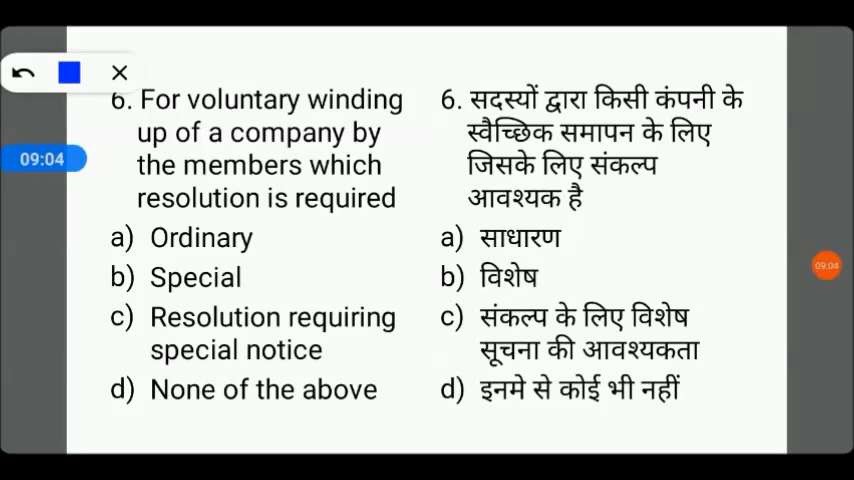 6. For voluntary winding
up of a company by
the members which
resolution is required
a) Ordinary
b) Special
c) Resolution requiring
special notice
d) None of the above
6. सदस्यों द्वारा किसी कंपनी के
स्वैच्छिक समापन के लिए
जिसके लिए संकल्प
आवश्यक है
a) साधारण
b) विशेष
c) संकल्प के लिए विशेष
सूचना की आवश्यकता
d) इनमे से कोई भी नहीं
09:04
09:04